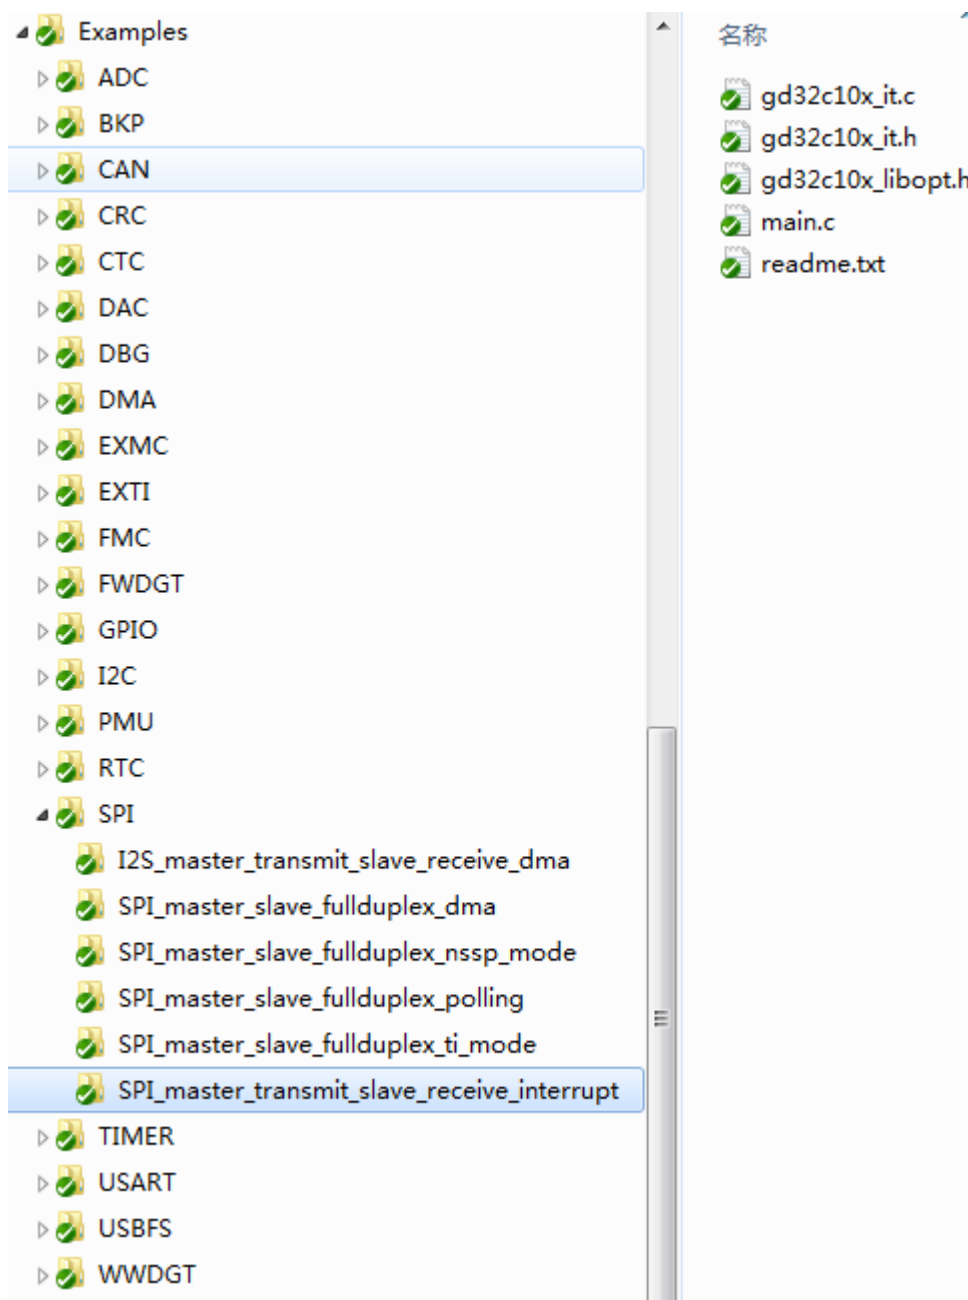 Examples
ADC
BKP
CAN
CRC
CTC
DAC
DBG
DMA
EXMC
EXTI
FMC
FWDGT
GPIO
I2C
PMU
RTC
SPI
I2S_master_transmit_slave_receive_dma
SPI_master_slave_fullduplex_dma
SPI_master_slave_fullduplex_nssp_mode
SPI_master_slave_fullduplex_polling
SPI_master_slave_fullduplex_ti_mode
SPI_master_transmit_slave_receive_interrupt
TIMER
USART
USBFS
WWDGT
名称
gd32c10x_it.c
gd32c10x_it.h
gd32c10x_libopt.h
main.c
readme.txt